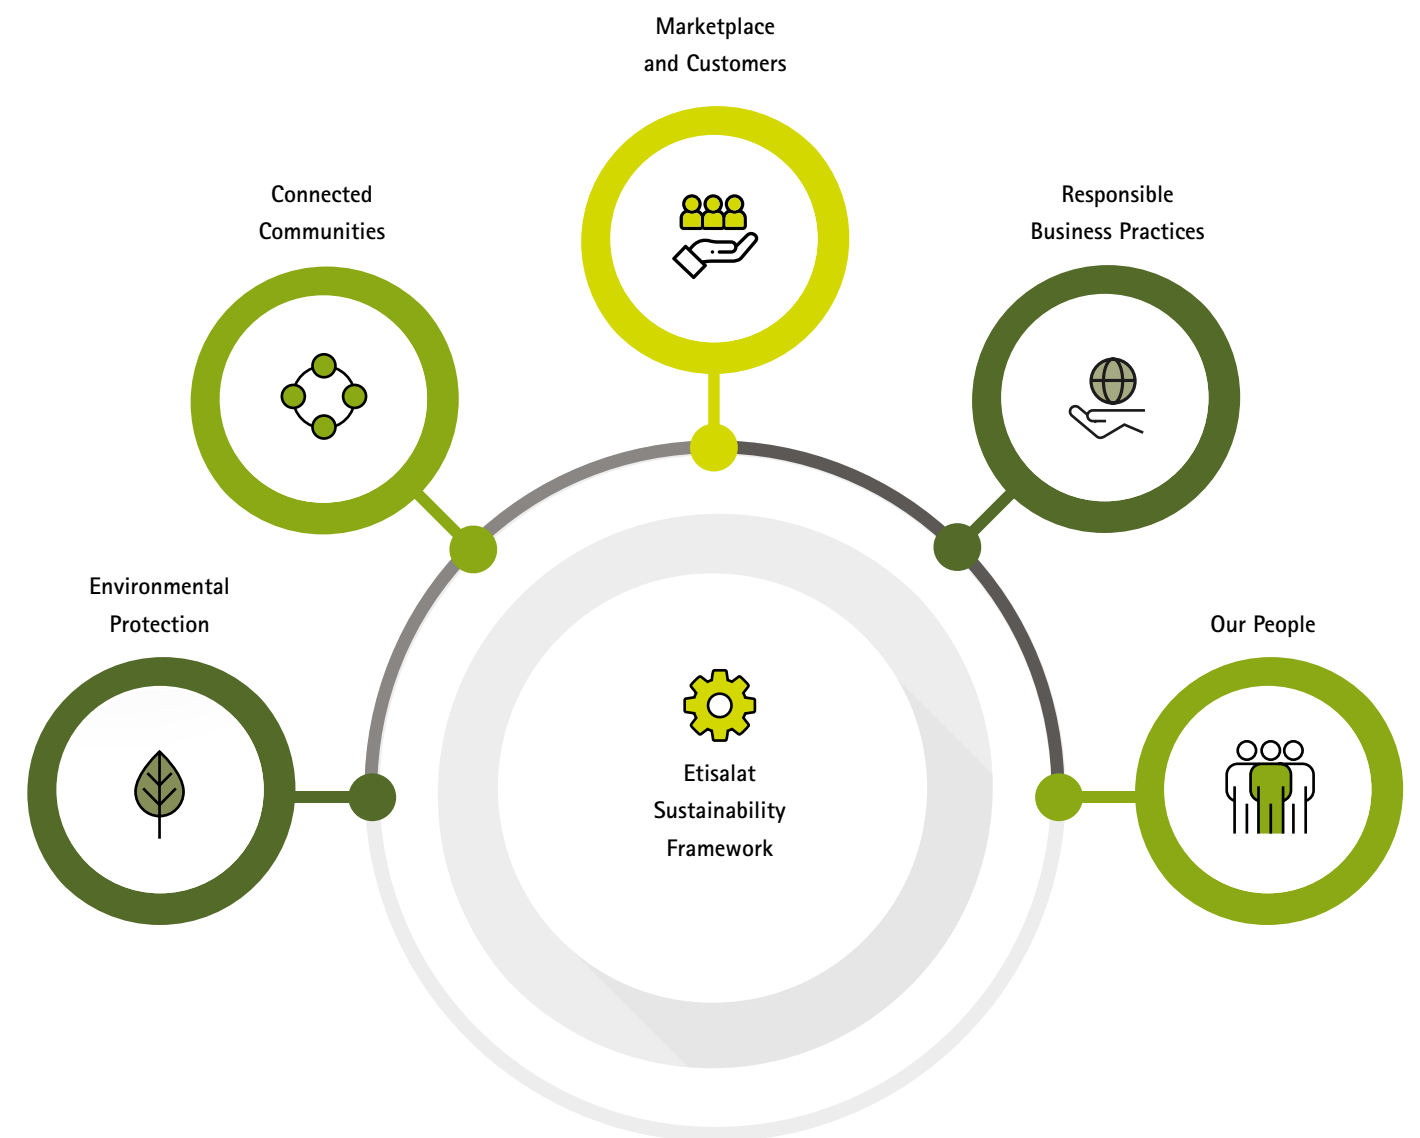 Marketplace
and Customers
Connected
Communities
Responsible
Business Practices
Environmental
Protection
Our People
Etisalat
Sustainability
Framework